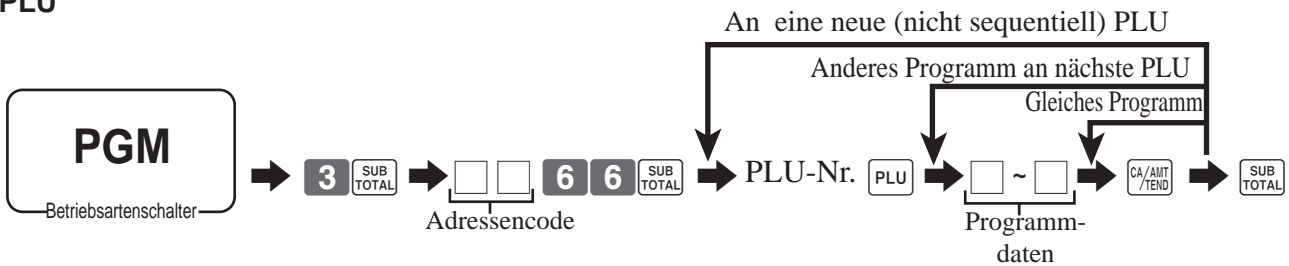 PLU
An eine neue (nicht sequentiell) PLU
Anderes Programm an nächste PLU
Gleiches Programm
PGM
Betriebsartenschalter
3 SUB TOTAL 6 6 SUB TOTAL PLU-Nr. PLU ~ CA/AMT /TEND SUB TOTAL
Adressencode
Programm-
daten